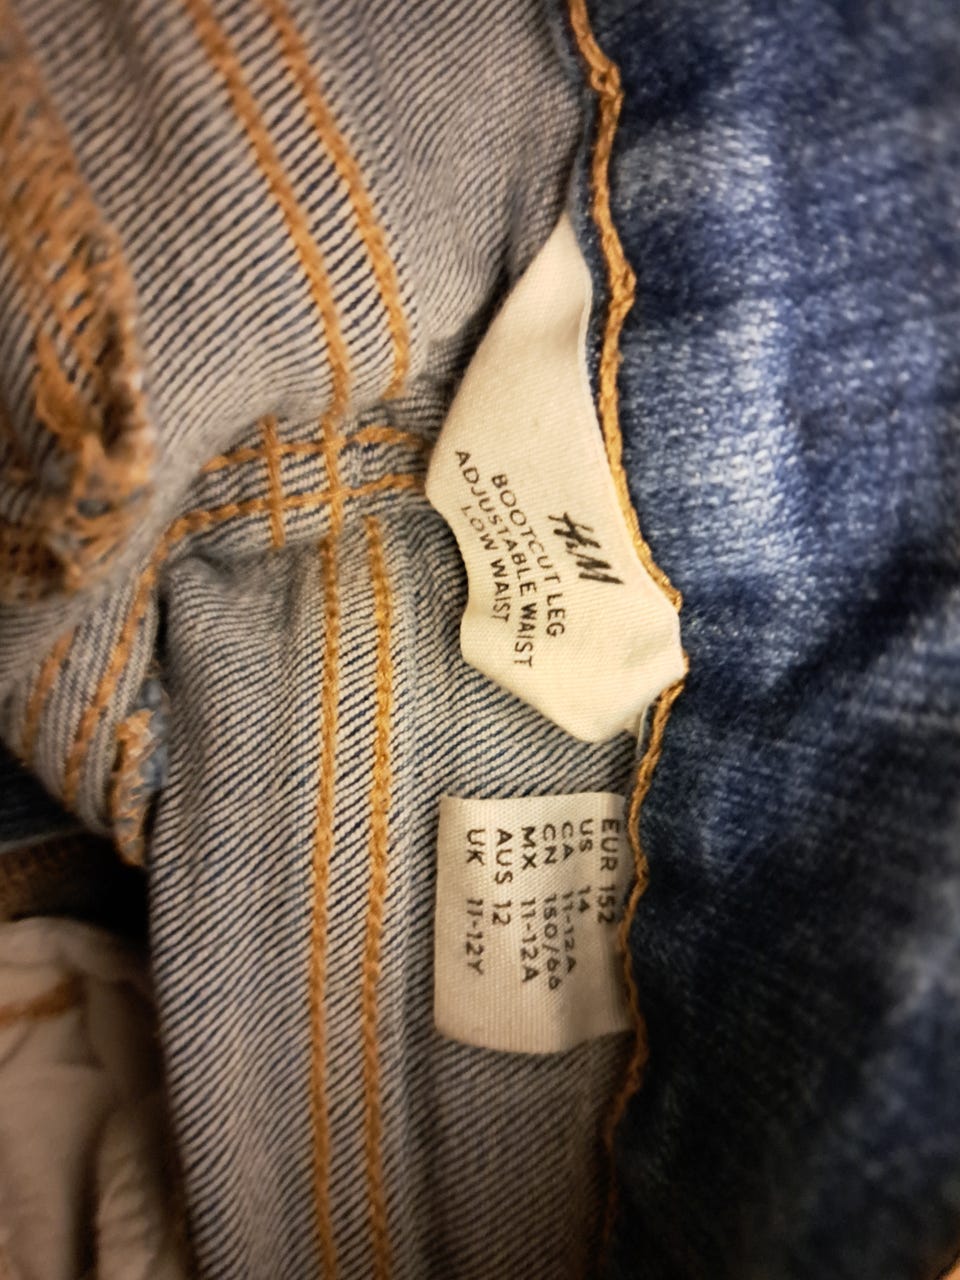 H&M
BOOTCUT LEG
ADJUSTABLE WAIST
LOW WAIST
EUR 152
US 14
CA 11-12A
CN 150/66
MX 11-12A
AUS 12
UK 11-12Y